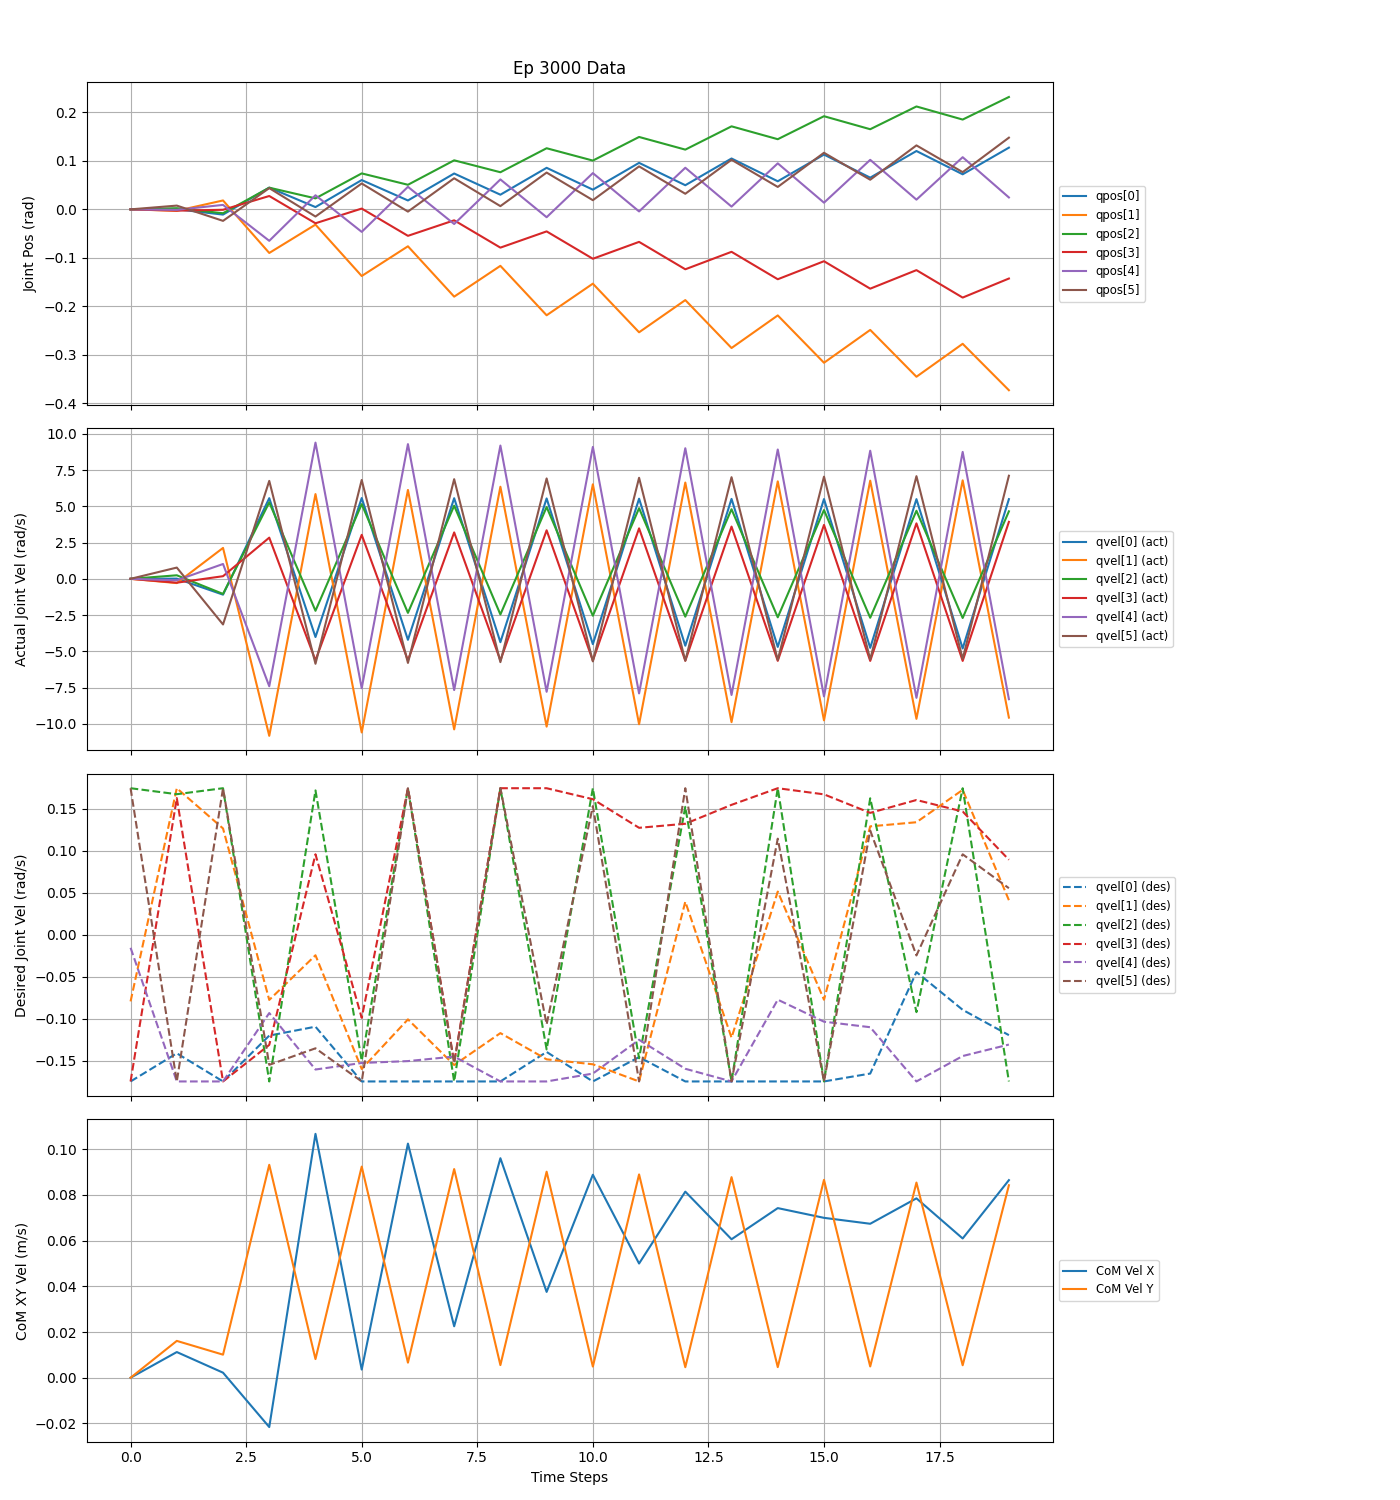 Ep 3000 Data
Joint Pos (rad)
0.2
0.1
0.0
−0.1
−0.2
−0.3
−0.4
qpos[0]
qpos[1]
qpos[2]
qpos[3]
qpos[4]
qpos[5]
Actual Joint Vel (rad/s)
10.0
7.5
5.0
2.5
0.0
−2.5
−5.0
−7.5
−10.0
qvel[0] (act)
qvel[1] (act)
qvel[2] (act)
qvel[3] (act)
qvel[4] (act)
qvel[5] (act)
Desired Joint Vel (rad/s)
0.15
0.10
0.05
0.00
−0.05
−0.10
−0.15
qvel[0] (des)
qvel[1] (des)
qvel[2] (des)
qvel[3] (des)
qvel[4] (des)
qvel[5] (des)
CoM XY Vel (m/s)
0.10
0.08
0.06
0.04
0.02
0.00
−0.02
CoM Vel X
CoM Vel Y
0.0 2.5 5.0 7.5 10.0 12.5 15.0 17.5
Time Steps